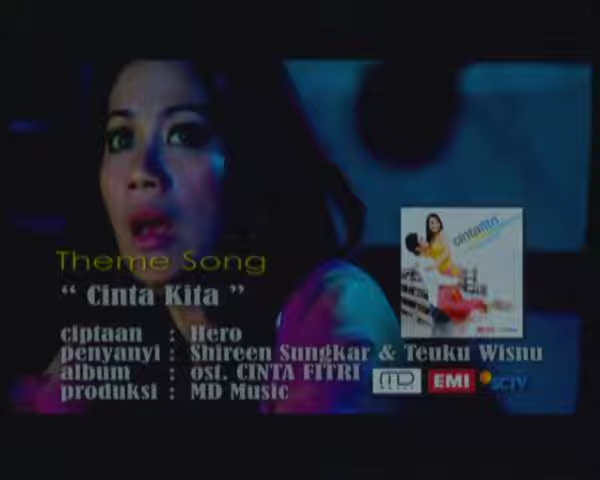 Theme Song
“ Cinta Kita ”
ciptaan : Hero
penyanyi : Shireen Sungkar & Teuku Wisnu
album : ost. CINTA FITRI
produksi : MD Music
cintafitri
MD
MUSIC
EMI
SCTV